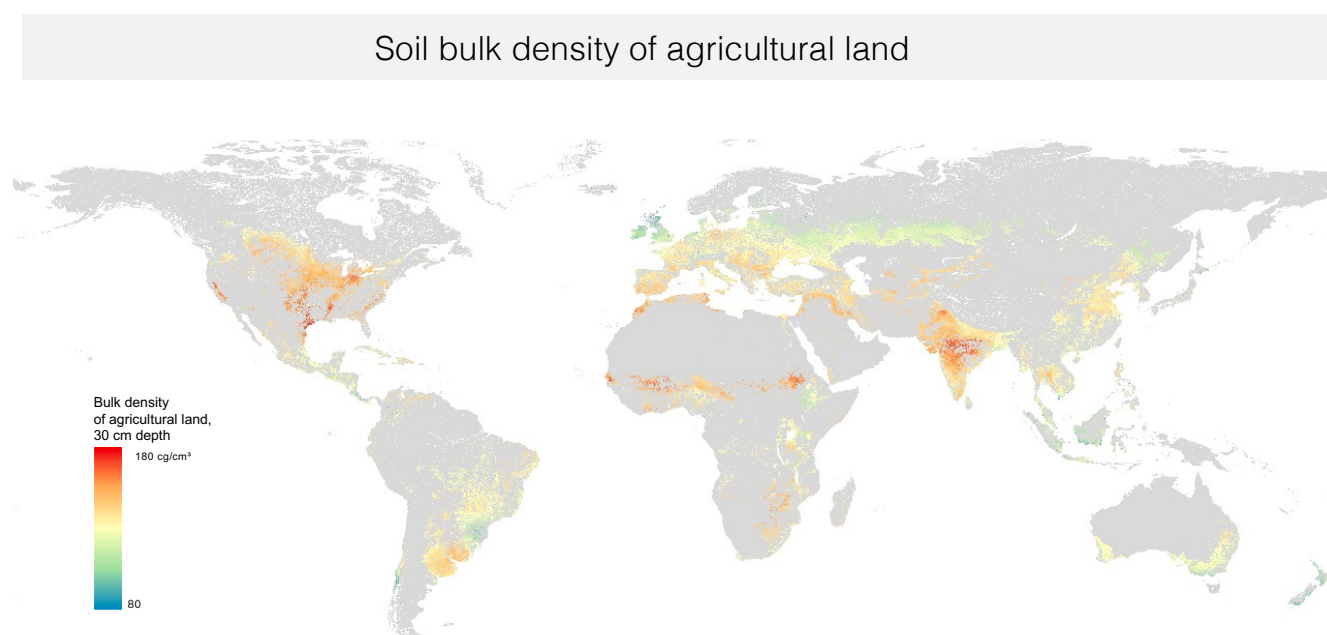 Soil bulk density of agricultural land
Bulk density
of agricultural land,
30 cm depth
180 cg/cm³
80